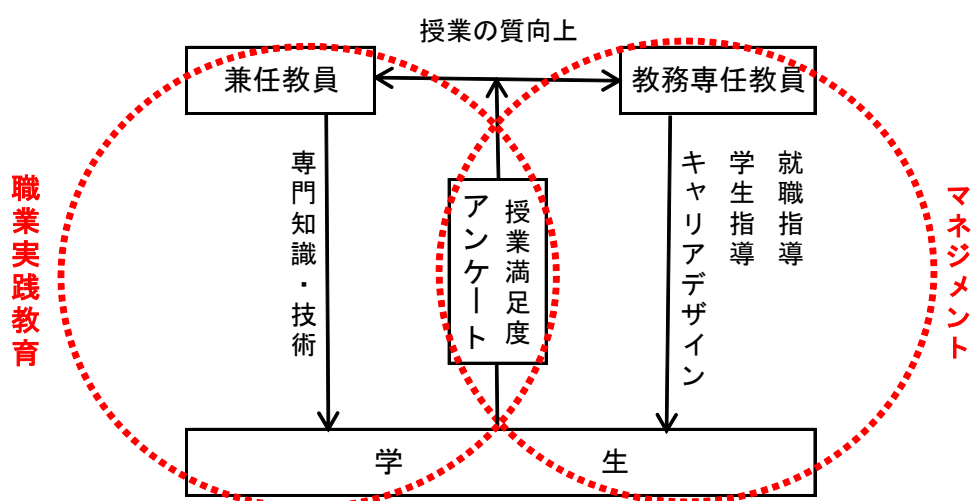 授業の質向上
兼任教員
教務専任教員
職業実践教育
専門知識・技術
授業満足度
アンケート
就職指導
学生指導
キャリアデザイン
マネジメント
学生